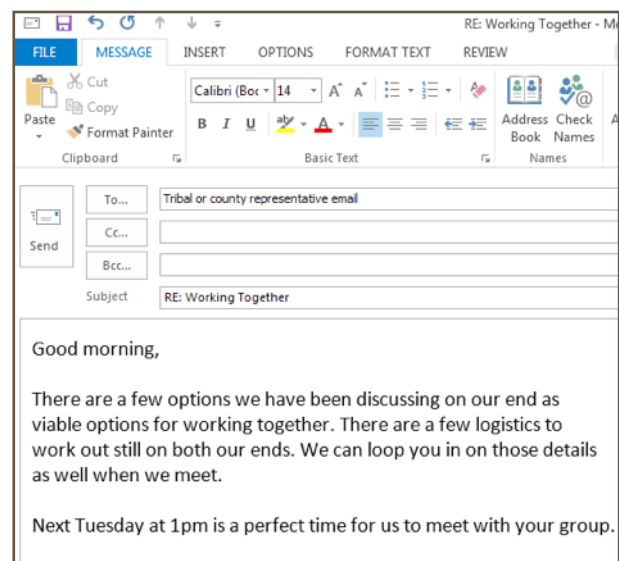 RE: Working Together - M
FILE MESSAGE INSERT OPTIONS FORMAT TEXT REVIEW
Cut
Copy
Format Painter
Paste
Calibri (Boc 14
B I U
Address Book
Check Names
Clipboard
Basic Text
Names
Send
To... Tribal or county representative email
Cc...
Bcc...
Subject RE: Working Together
Good morning,
There are a few options we have been discussing on our end as
viable options for working together. There are a few logistics to
work out still on both our ends. We can loop you in on those details
as well when we meet.
Next Tuesday at 1pm is a perfect time for us to meet with your group.